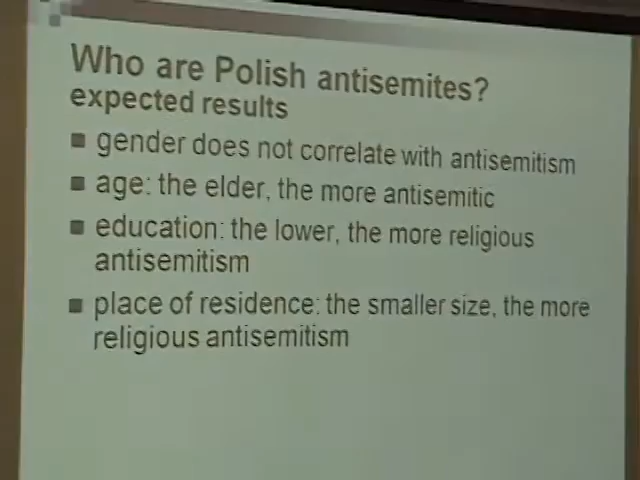 Who are Polish antisemites?
expected results
gender does not correlate with antisemitism
age: the elder, the more antisemitic
education: the lower, the more religious
antisemitism
place of residence: the smaller size, the more
religious antisemitism